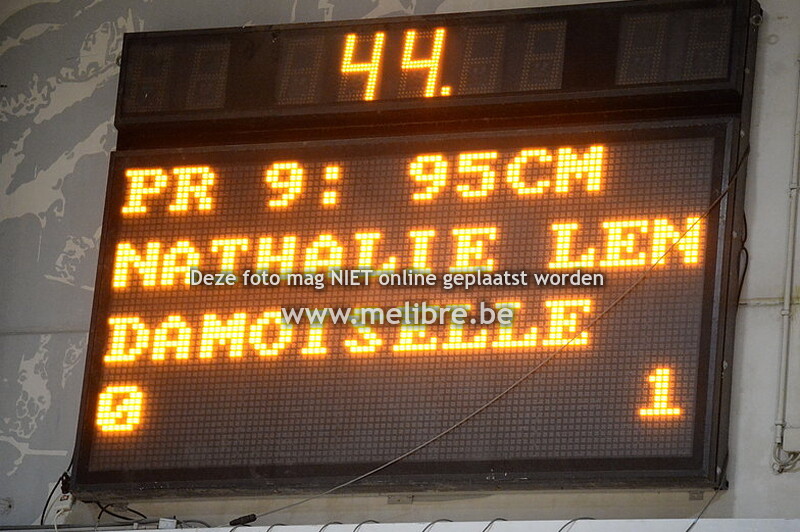 44.
PR 9: 95CM
NATHALIE LEN
Deze foto mag NIET online geplaatst worden
www.melibre.be
DAMOISELLE
0 1